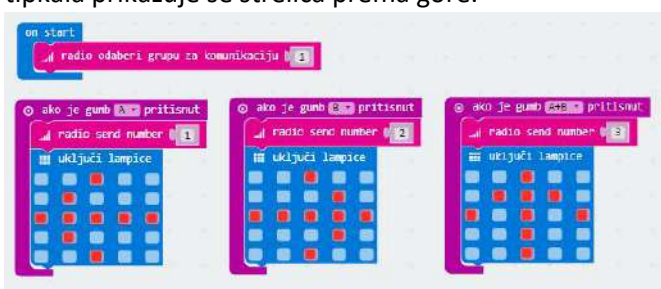 tipkala prikazuje se strelica prema gore.
on start
radio odaberi grupu za komunikaciju 1
ako je gumb A pritisnut
radio send number 1
uključi lampice
ako je gumb B pritisnut
radio send number 2
uključi lampice
ako je gumb A+B pritisnut
radio send number 3
uključi lampice